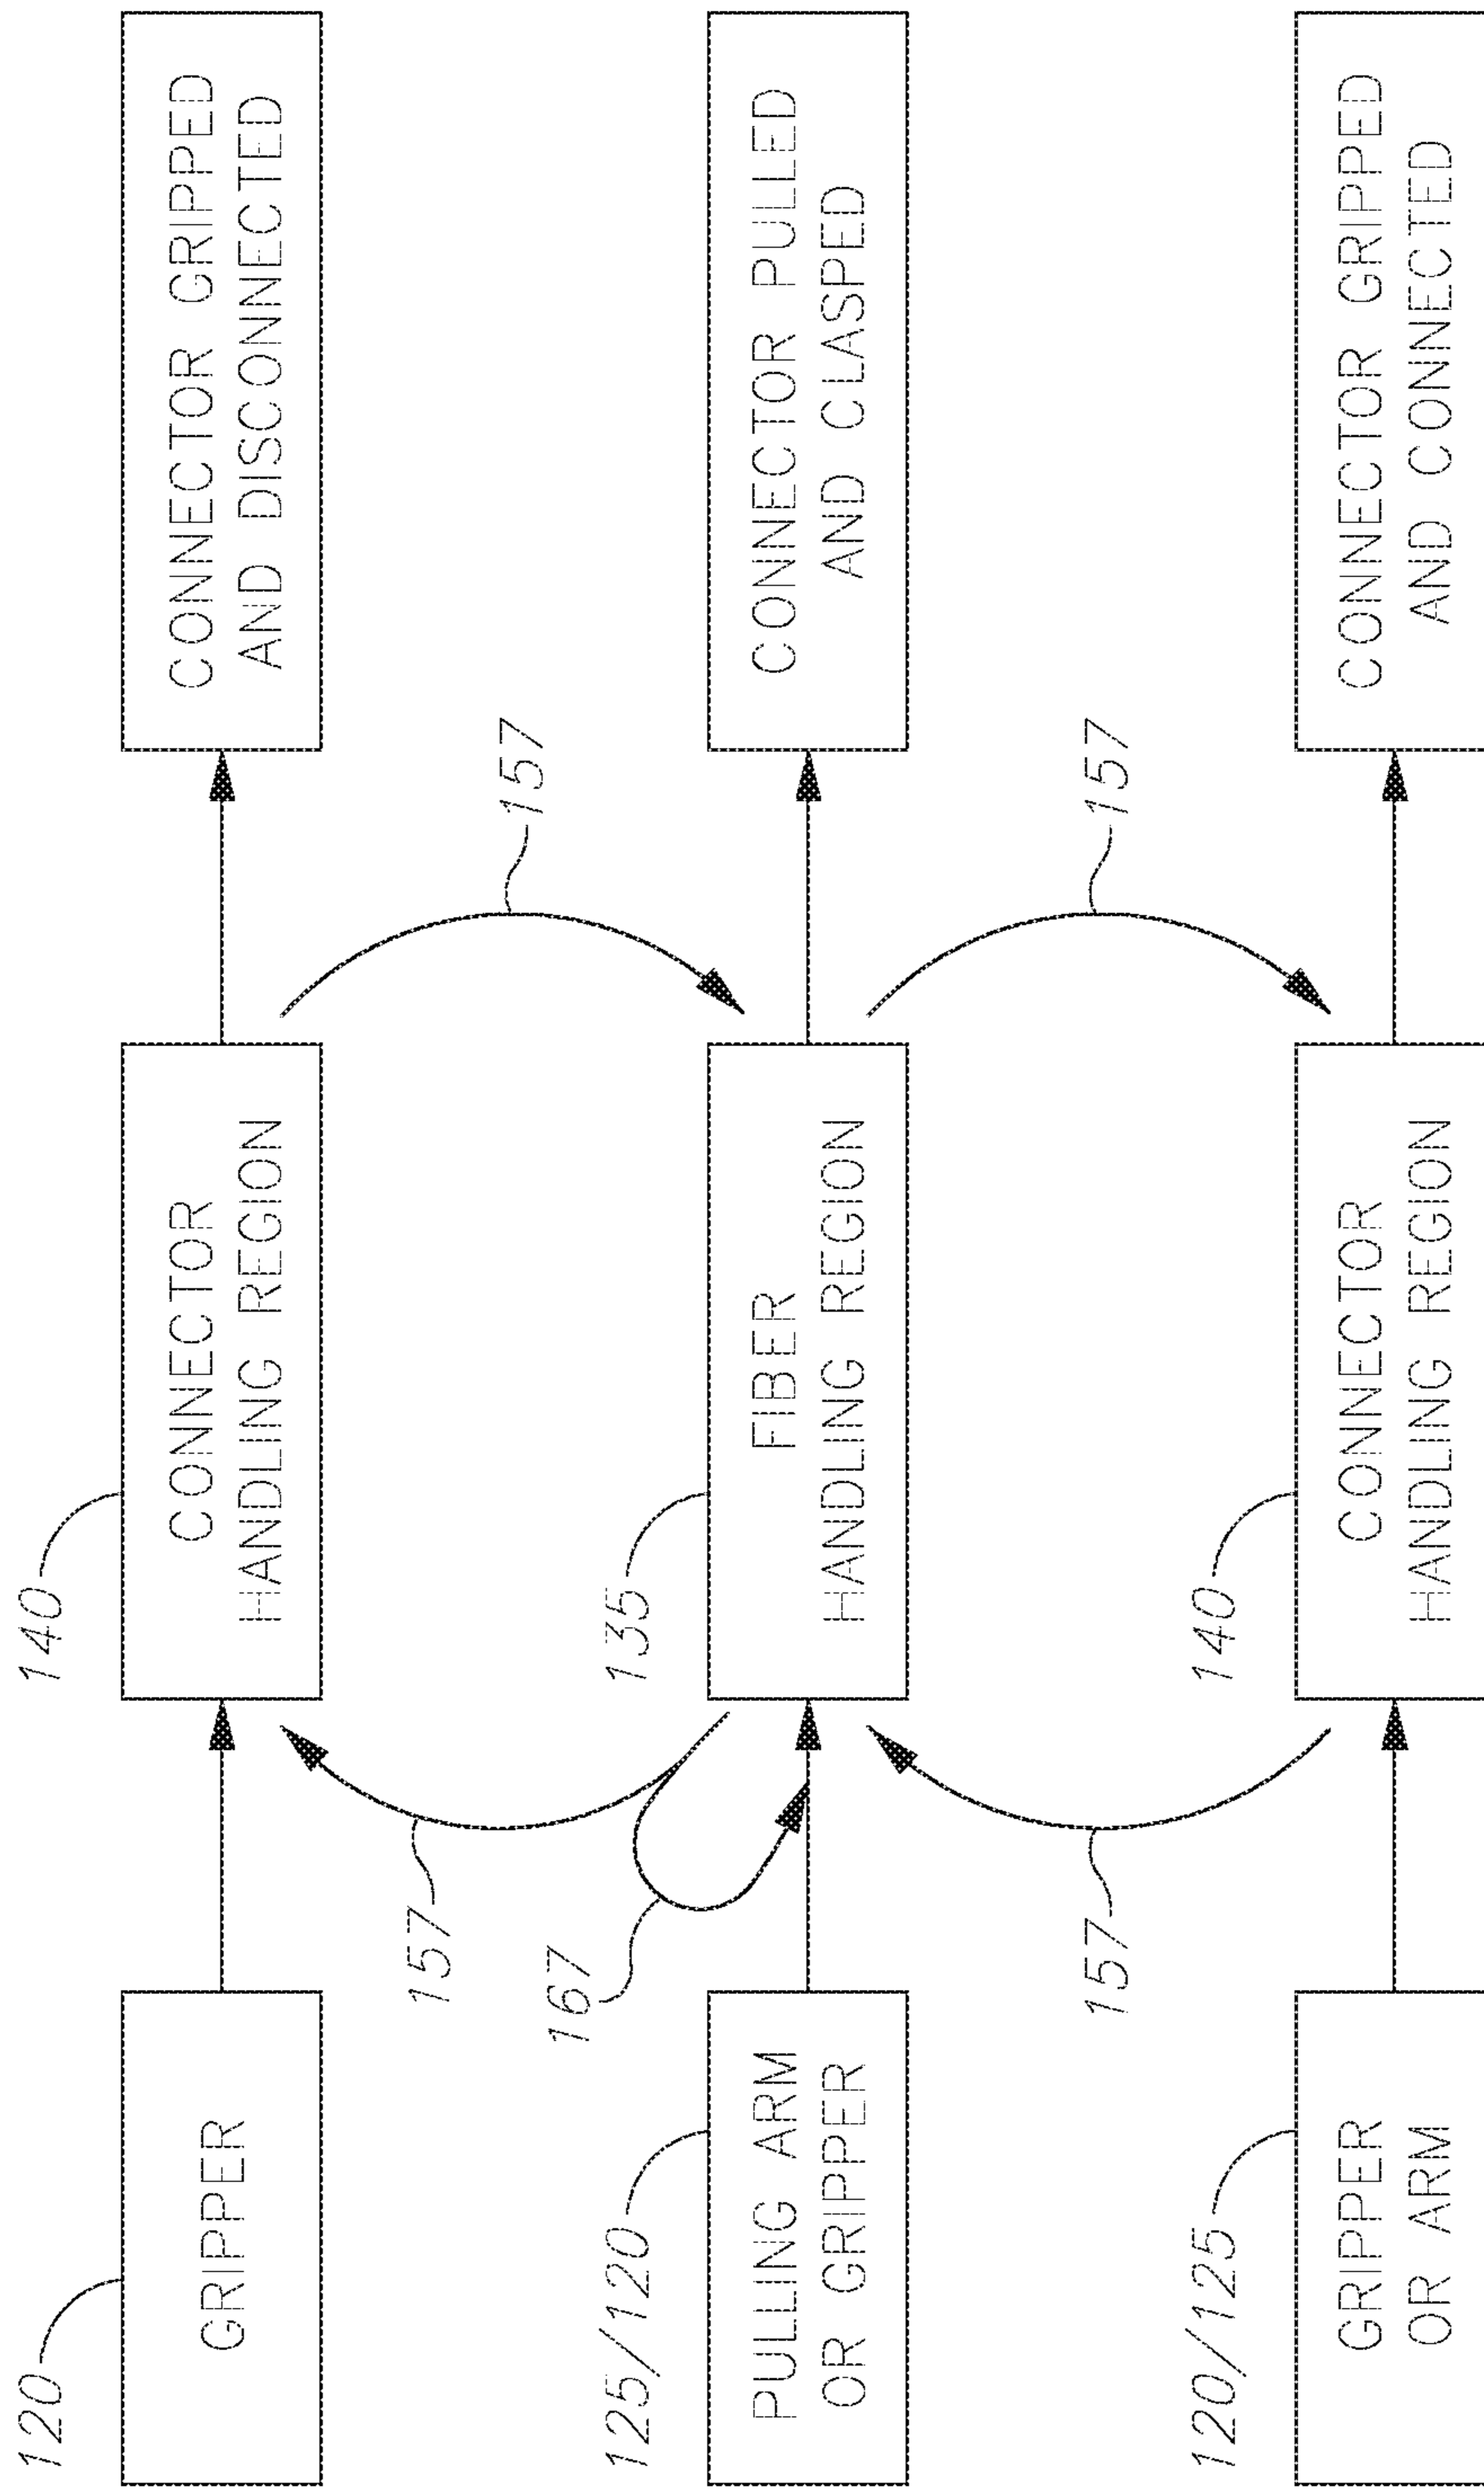 120
GRIPPER
140
CONNECTOR
HANDLING REGION
CONNECTOR GRIPPED
AND DISCONNECTED
157
157
167
125/120
PULLING ARM
OR GRIPPER
135
FIBER
HANDLING REGION
CONNECTOR PULLED
AND CLASPED
157
157
120/125
GRIPPER
OR ARM
140
CONNECTOR
HANDLING REGION
CONNECTOR GRIPPED
AND CONNECTED